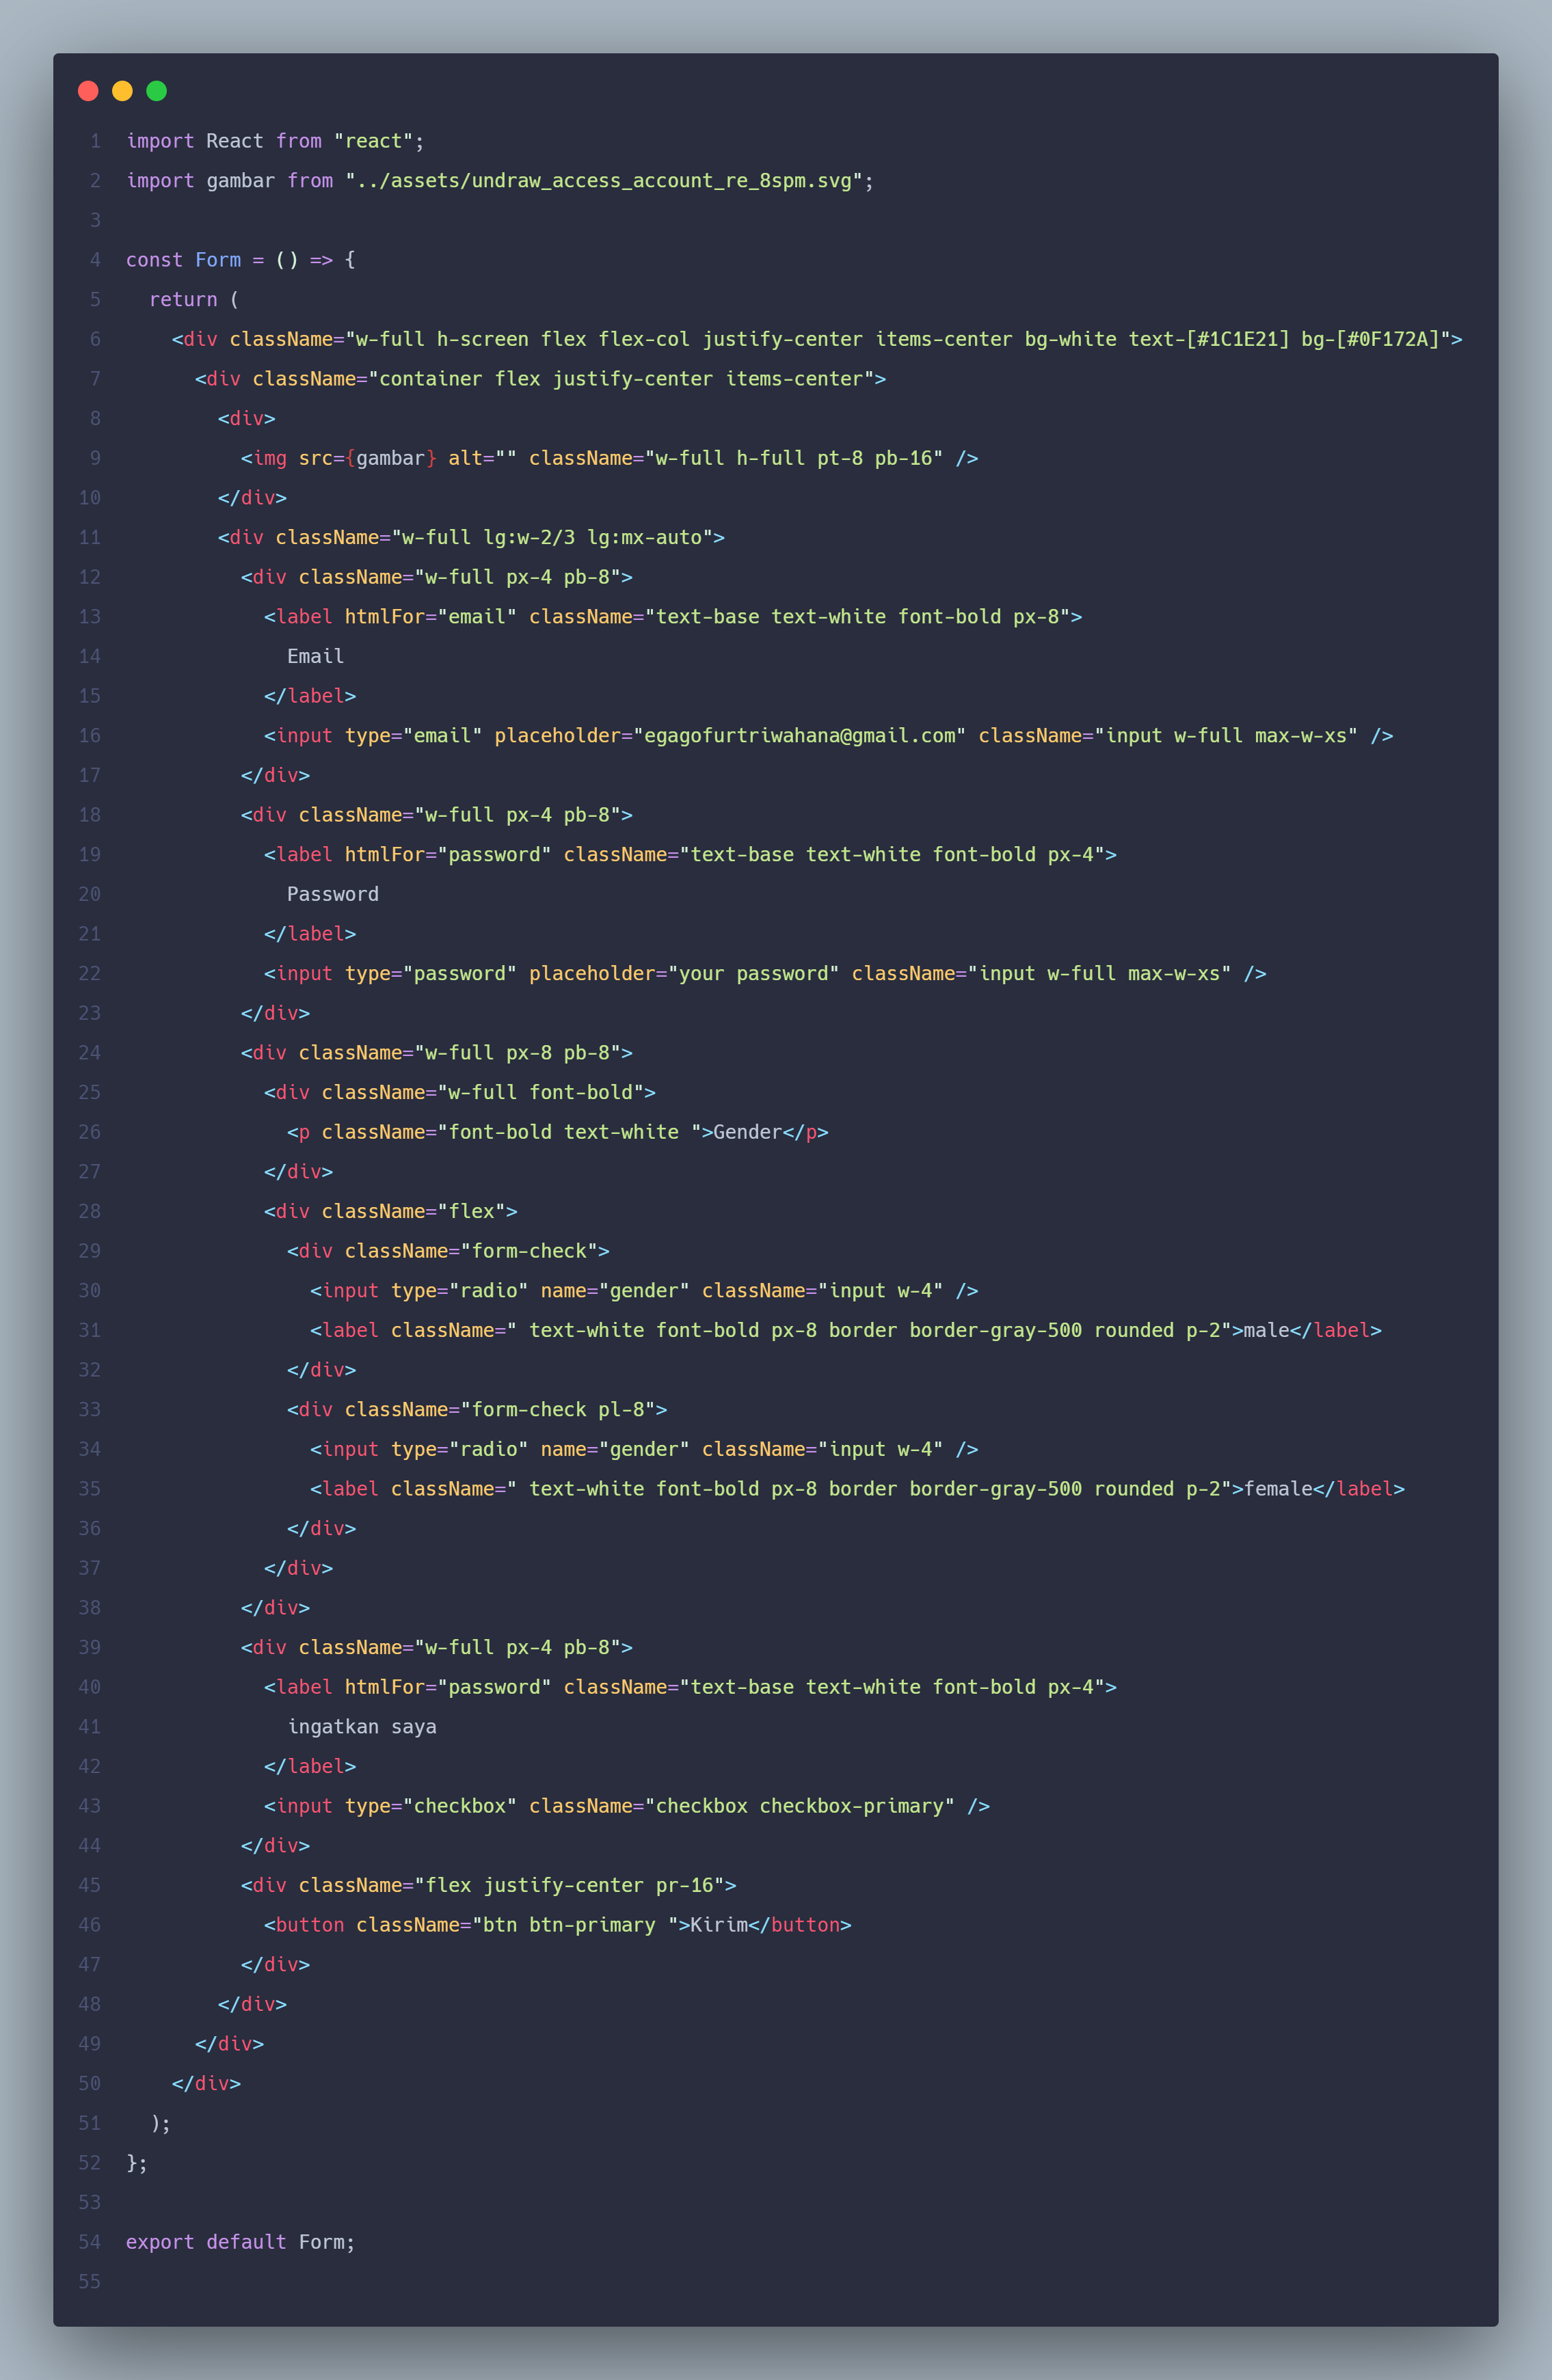 1 import React from "react";
2 import gambar from "../assets/undraw_access_account_re_8spm.svg";
3
4 const Form = () => {
5   return (
6     <div className="w-full h-screen flex flex-col justify-center items-center bg-white text-[#1C1E21] bg-[#0F172A]">
7       <div className="container flex justify-center items-center">
8         <div>
9           <img src={gambar} alt="" className="w-full h-full pt-8 pb-16" />
10         </div>
11         <div className="w-full lg:w-2/3 lg:mx-auto">
12           <div className="w-full px-4 pb-8">
13             <label htmlFor="email" className="text-base text-white font-bold px-8">
14               Email
15             </label>
16             <input type="email" placeholder="egagofurtriwahana@gmail.com" className="input w-full max-w-xs" />
17           </div>
18           <div className="w-full px-4 pb-8">
19             <label htmlFor="password" className="text-base text-white font-bold px-4">
20               Password
21             </label>
22             <input type="password" placeholder="your password" className="input w-full max-w-xs" />
23           </div>
24           <div className="w-full px-8 pb-8">
25             <div className="w-full font-bold">
26               <p className="font-bold text-white ">Gender</p>
27             </div>
28             <div className="flex">
29               <div className="form-check">
30                 <input type="radio" name="gender" className="input w-4" />
31                 <label className=" text-white font-bold px-8 border border-gray-500 rounded p-2">male</label>
32               </div>
33               <div className="form-check pl-8">
34                 <input type="radio" name="gender" className="input w-4" />
35                 <label className=" text-white font-bold px-8 border border-gray-500 rounded p-2">female</label>
36               </div>
37             </div>
38           </div>
39           <div className="w-full px-4 pb-8">
40             <label htmlFor="password" className="text-base text-white font-bold px-4">
41               ingatkan saya
42             </label>
43             <input type="checkbox" className="checkbox checkbox-primary" />
44           </div>
45           <div className="flex justify-center pr-16">
46             <button className="btn btn-primary ">Kirim</button>
47           </div>
48         </div>
49       </div>
50     </div>
51   );
52 };
53
54 export default Form;
55